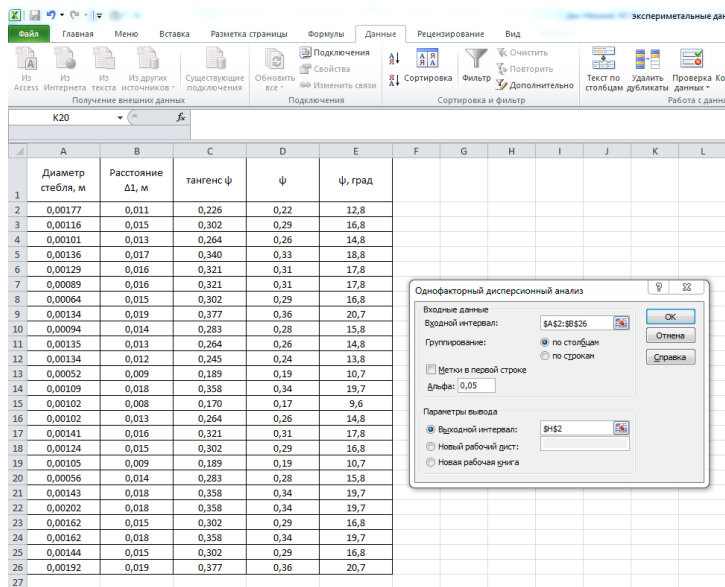 эксперименталь­ные дан
Файл Главная Меню Вставка Разметка страницы Формулы Данные Рецензирование Вид
Из Access Из Интернета Из текста Из других источников Существующие подключения Обновить все Подключения Свойства Изменить связи Сортировка Фильтр Очистить Повторить Дополнительно Текст по столбцам Удалить дубликаты Проверка данных Ко
Получение внешних данных Подключения Сортировка и фильтр Работа с данн
K20 fx
A B C D E F G H I J K L
1 Диаметр стебля, м Расстояние Δ1, м тангенс ψ ψ ψ, град
2 0,00177 0,011 0,226 0,22 12,8
3 0,00116 0,015 0,302 0,29 16,8
4 0,00101 0,013 0,264 0,26 14,8
5 0,00136 0,017 0,340 0,33 18,8
6 0,00129 0,016 0,321 0,31 17,8
7 0,00089 0,016 0,321 0,31 17,8
8 0,00064 0,015 0,302 0,29 16,8
9 0,00134 0,019 0,377 0,36 20,7
10 0,00094 0,014 0,283 0,28 15,8
11 0,00135 0,013 0,264 0,26 14,8
12 0,00134 0,012 0,245 0,24 13,8
13 0,00052 0,009 0,189 0,19 10,7
14 0,00109 0,018 0,358 0,34 19,7
15 0,00102 0,008 0,170 0,17 9,6
16 0,00102 0,013 0,264 0,26 14,8
17 0,00141 0,016 0,321 0,31 17,8
18 0,00124 0,015 0,302 0,29 16,8
19 0,00105 0,009 0,189 0,19 10,7
20 0,00056 0,014 0,283 0,28 15,8
21 0,00143 0,018 0,358 0,34 19,7
22 0,00202 0,018 0,358 0,34 19,7
23 0,00162 0,015 0,302 0,29 16,8
24 0,00162 0,018 0,358 0,34 19,7
25 0,00144 0,015 0,302 0,29 16,8
26 0,00192 0,019 0,377 0,36 20,7
27
Однофакторный дисперсионный анализ
Входные данные
Входной интервал: $A$2:$B$26
Группирование: по столбцам
по строкам
Метки в первой строке
Альфа: 0,05
Параметры вывода
Выходной интервал: $H$2
Новый рабочий лист:
Новая рабочая книга
OK
Отмена
Справка